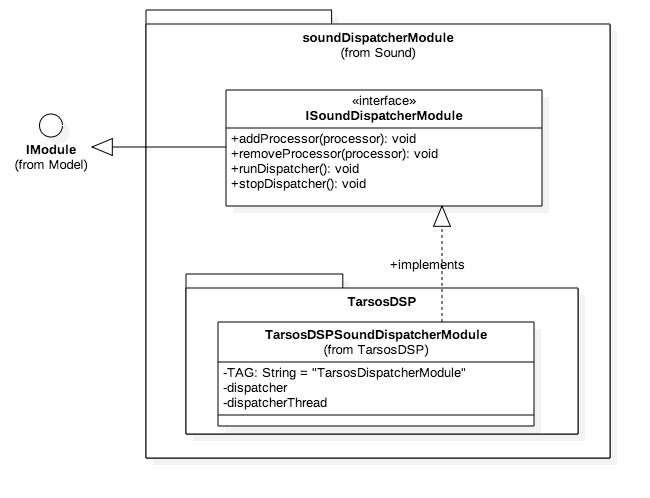 soundDispatcherModule
(from Sound)
«interface»
ISoundDispatcherModule
+addProcessor(processor): void
+removeProcessor(processor): void
+runDispatcher(): void
+stopDispatcher(): void
IModule
(from Model)
+implements
TarsosDSP
TarsosDSPSoundDispatcherModule
(from TarsosDSP)
-TAG: String = "TarsosDispatcherModule"
-dispatcher
-dispatcherThread